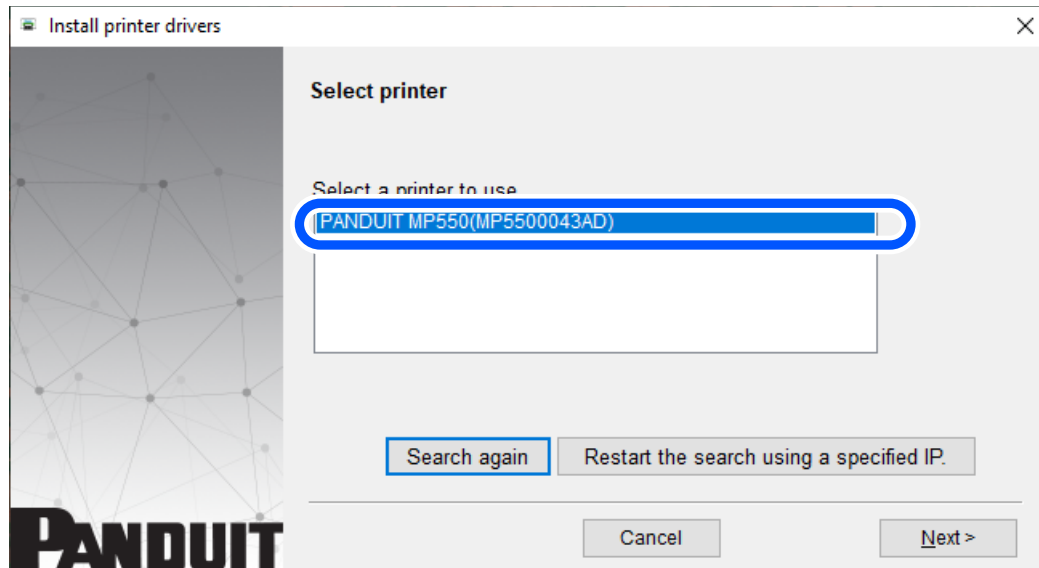 Install printer drivers
Select printer
Select a printer to use
PANDUIT MP550(MP5500043AD)
Search again
Restart the search using a specified IP.
PANDUIT
Cancel
Next >